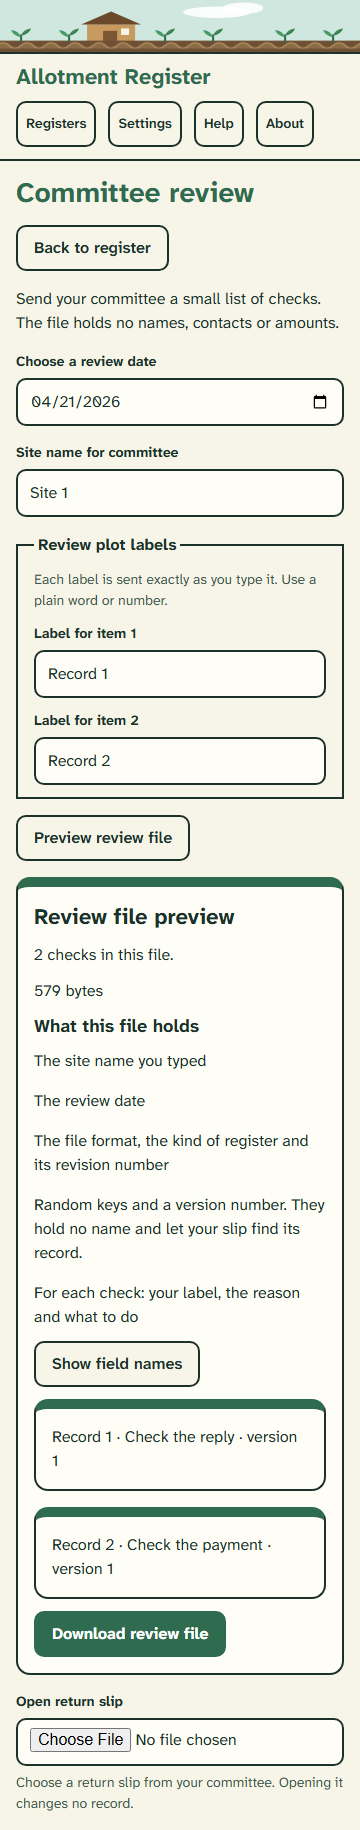 Allotment Register
Registers
Settings
Help
About
Committee review
Back to register
Send your committee a small list of checks.
The file holds no names, contacts or amounts.
Choose a review date
04/21/2026
Site name for committee
Site 1
Review plot labels
Each label is sent exactly as you type it. Use a
plain word or number.
Label for item 1
Record 1
Label for item 2
Record 2
Preview review file
Review file preview
2 checks in this file.
579 bytes
What this file holds
The site name you typed
The review date
The file format, the kind of register and
its revision number
Random keys and a version number. They
hold no name and let your slip find its
record.
For each check: your label, the reason
and what to do
Show field names
Record 1 · Check the reply · version
1
Record 2 · Check the payment ·
version 1
Download review file
Open return slip
Choose File No file chosen
Choose a return slip from your committee. Opening it
changes no record.